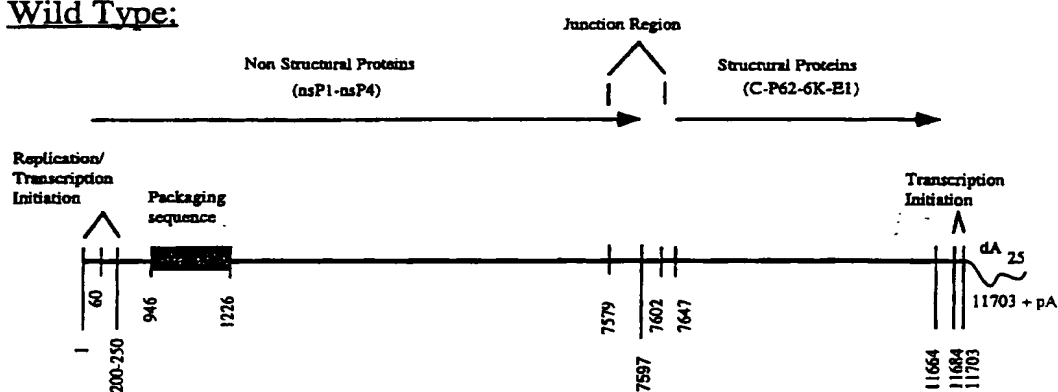 Wild Type:
Junction Region
Non Structural Proteins
(nsP1-nsP4)
Structural Proteins
(C-P62-6K-E1)
Replication/
Transcription
Initiation
Packaging
sequence
Transcription
Initiation
dA 25
11703 + pA
1
60
200-250
946
1226
7579
7597
7602
7647
11664
11684
11703